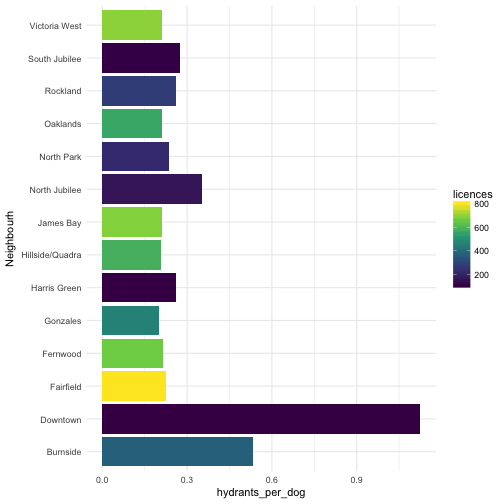 Victoria West
South Jubilee
Rockland
Oaklands
North Park
North Jubilee
James Bay
Hillside/Quadra
Harris Green
Gonzales
Fernwood
Fairfield
Downtown
Burnside
Neighbourh
0.0 0.3 0.6 0.9
hydrants_per_dog
licences
800
600
400
200